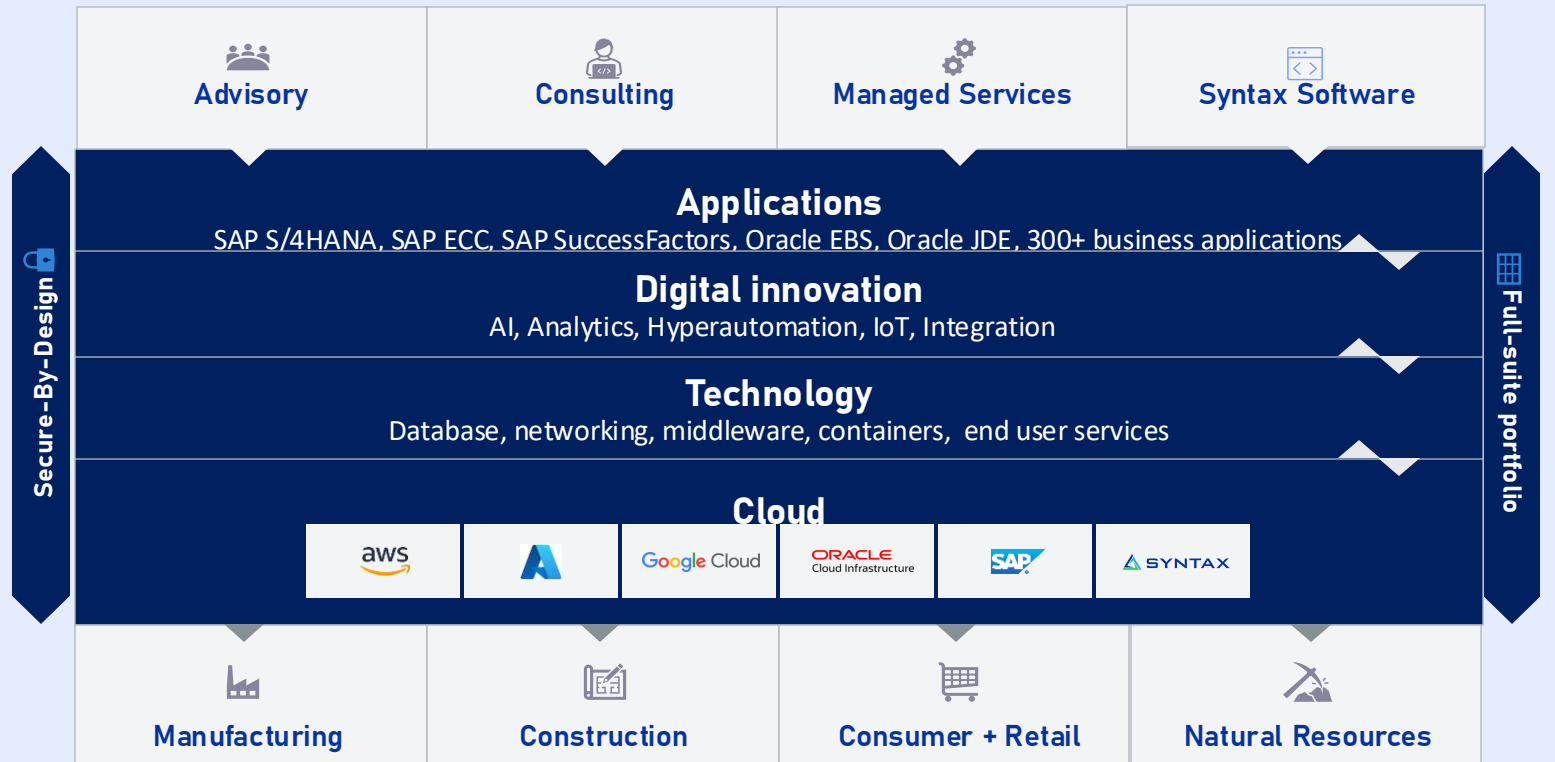 Advisory
Consulting
Managed Services
Syntax Software
Secure-By-Design
Applications
SAP S/4HANA, SAP ECC, SAP SuccessFactors, Oracle EBS, Oracle JDE, 300+ business applications
Digital innovation
AI, Analytics, Hyperautomation, IoT, Integration
Technology
Database, networking, middleware, containers,  end user services
Cloud
aws
Google Cloud
ORACLE
Cloud Infrastructure
SAP
SYNTAX
Full-suite portfolio
Manufacturing
Construction
Consumer + Retail
Natural Resources